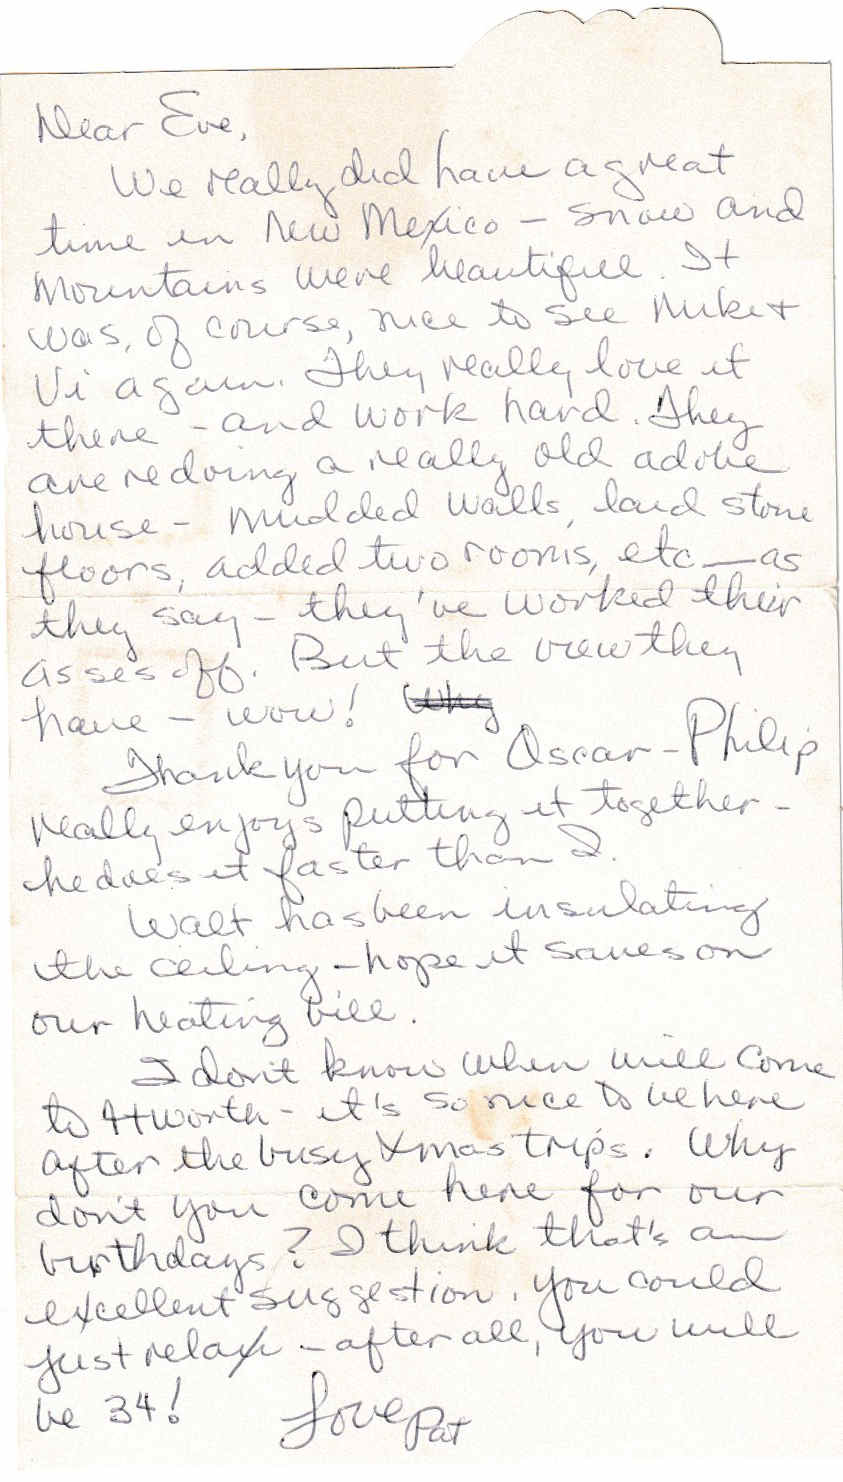 Dear Eve,
We really did have a great
time in New Mexico - snow and
mountains were beautiful. It
was, of course, nice to see Mike +
Vi again. They really love it
there - and work hard. They
are redoing a really old adobe
house - mudded walls, laid stone
floors, added two rooms, etc - as
they say - they've worked their
asses off. But the view they
have - wow! Why
Thank you for Oscar - Philip
really enjoys putting it together -
he does it faster than I.
Walt has been insulating
the ceiling - hope it saves on
our heating bill.
I don't know when will come
to Atworth - it's so nice to be here
after the busy Xmas trips. Why
don't you come here for our
birthdays? I think that's an
excellent suggestion. You could
just relax - after all, you will
be 34! Love Pat